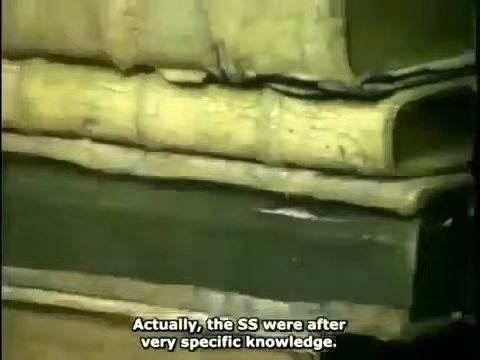 Actually, the SS were after
very specific knowledge.